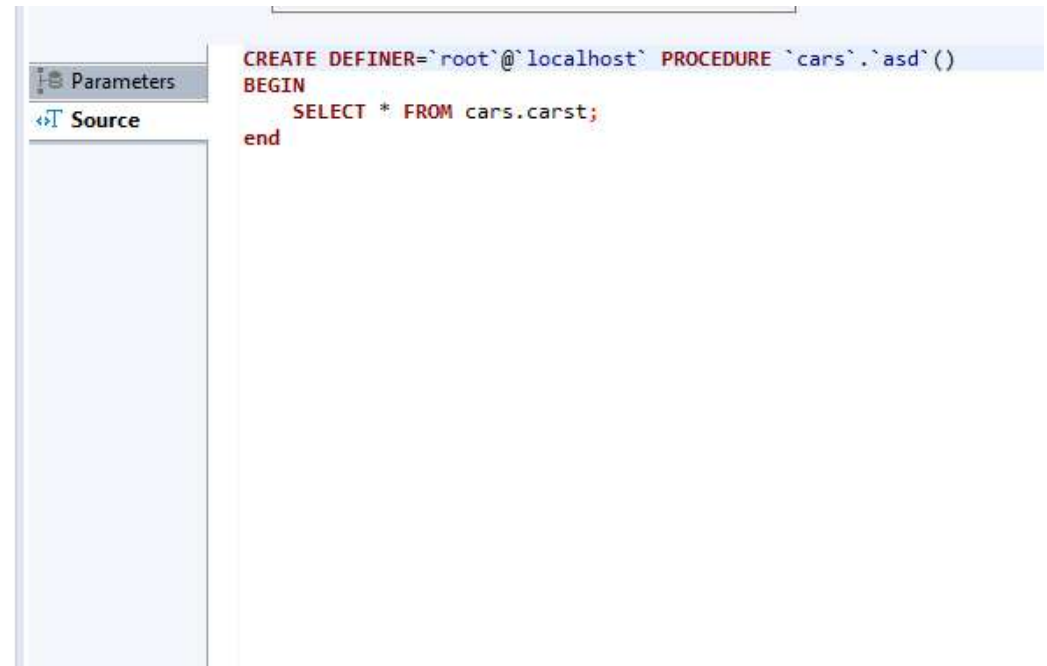 CREATE DEFINER=`root`@`localhost` PROCEDURE `cars`.`asd`()
Parameters
BEGIN
SELECT * FROM cars.carst;
Source
end